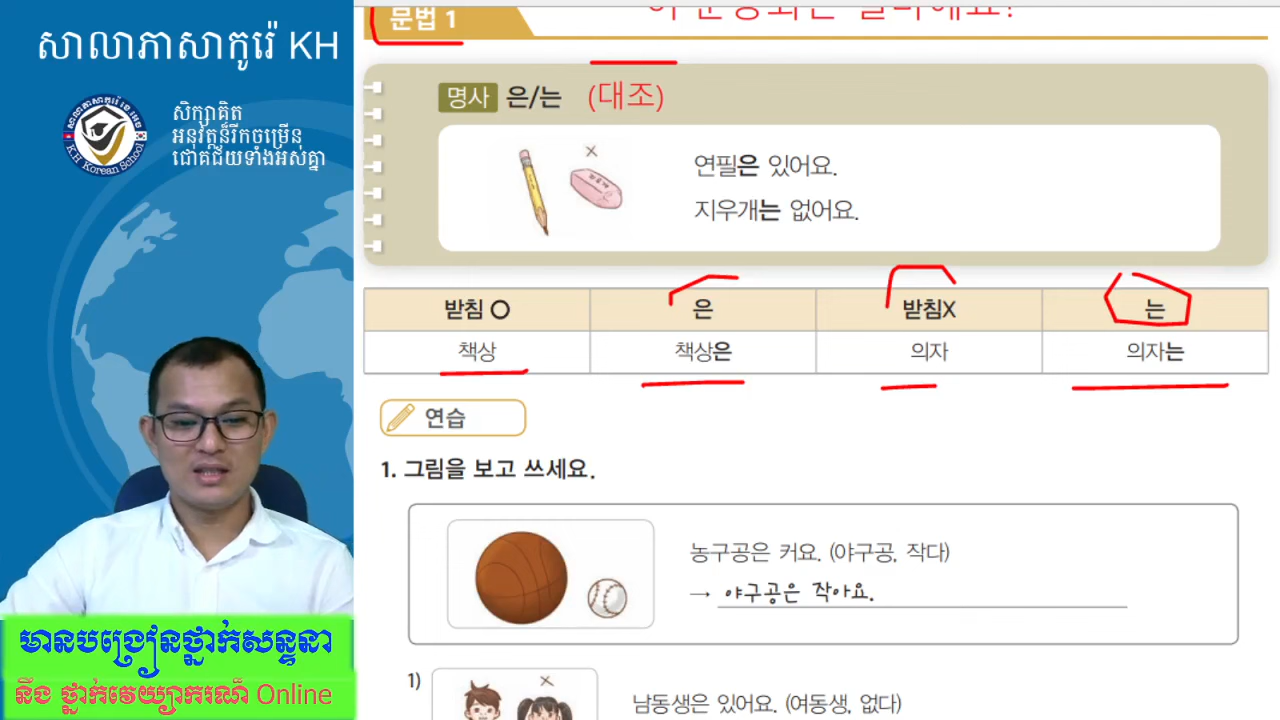 សាលាភាសាកូរ៉េ KH
សិក្សាគិត
អនុវត្តន៍រីកចម្រើន
ជោគជ័យទាំងអស់គ្នា
K.H Korean School
មានបង្រៀនថ្នាក់សន្ទនា
នឹង ថ្នាក់វេយ្យាករណ៍ Online
문법 1
명사 은/는 (대조)
연필은 있어요.
지우개는 없어요.
받침 O 은 받침X 는
책상 책상은 의자 의자는
연습
1. 그림을 보고 쓰세요.
농구공은 커요. (야구공, 작다)
→ 야구공은 작아요.
1)
남동생은 있어요. (여동생, 없다)